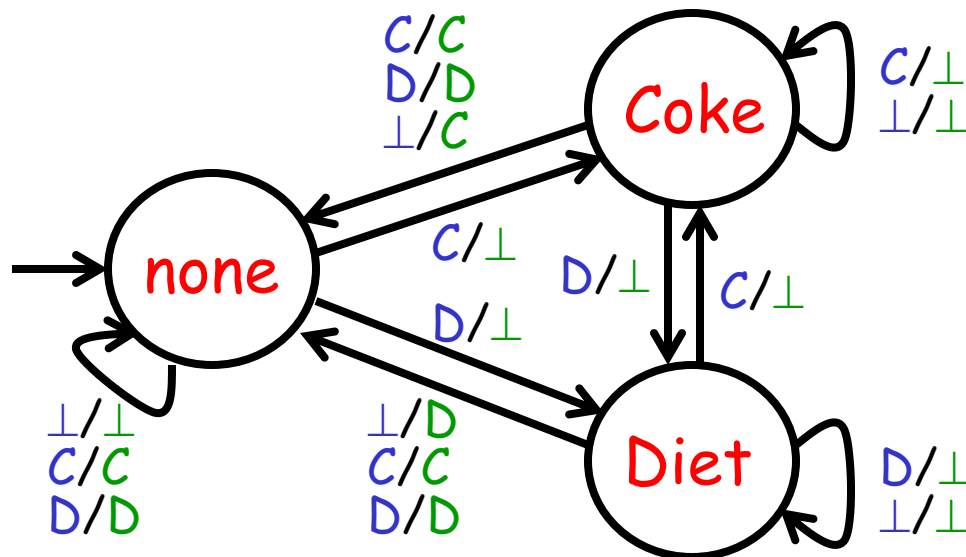 C/C
D/D
⊥/C
Coke
C/⊥
⊥/⊥
none
C/⊥
D/⊥
C/⊥
D/⊥
⊥/⊥
C/C
D/D
⊥/D
C/C
D/D
Diet
D/⊥
⊥/⊥